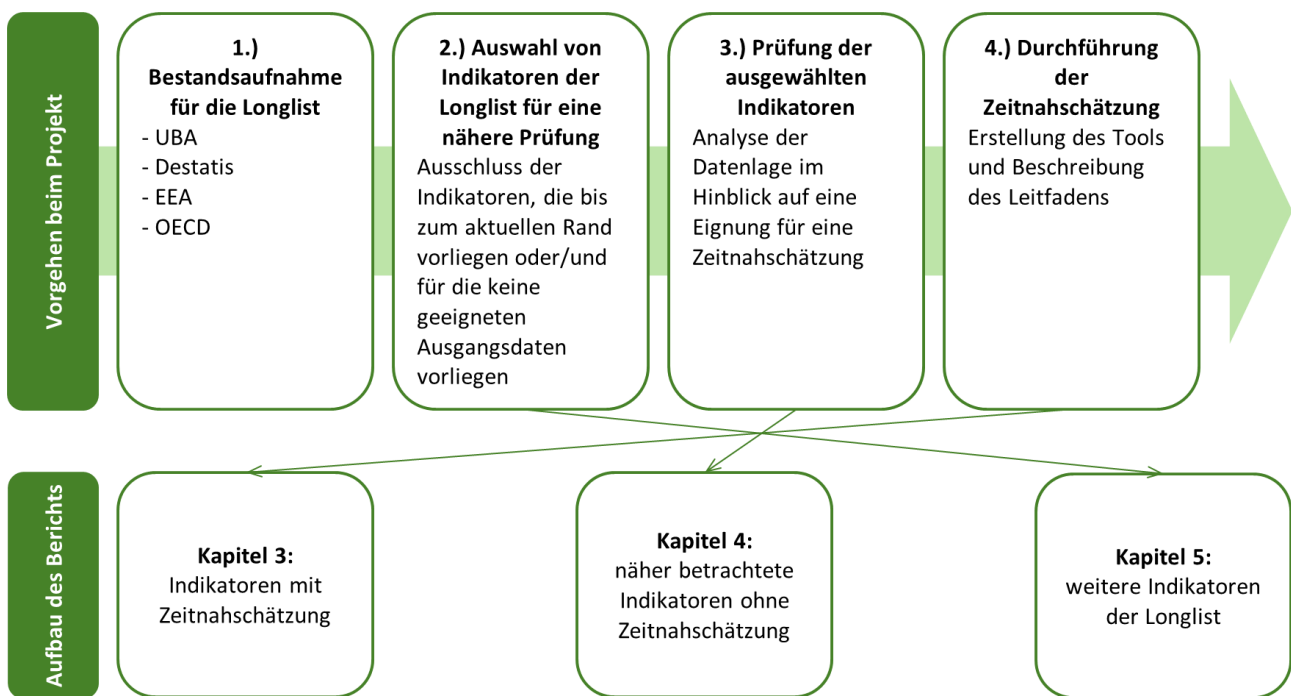 Vorgehen beim Projekt
1.)
Bestandsaufnahme
für die Longlist
- UBA
- Destatis
- EEA
- OECD
2.) Auswahl von
Indikatoren der
Longlist für eine
nähere Prüfung
Ausschluss der
Indikatoren, die bis
zum aktuellen Rand
vorliegen oder/und
für die keine
geeigneten
Ausgangsdaten
vorliegen
3.) Prüfung der
ausgewählten
Indikatoren
Analyse der
Datenlage im
Hinblick auf eine
Eignung für eine
Zeitnahschätzung
4.) Durchführung
der
Zeitnahschätzung
Erstellung des Tools
und Beschreibung
des Leitfadens
Aufbau des Berichts
Kapitel 3:
Indikatoren mit
Zeitnahschätzung
Kapitel 4:
näher betrachtete
Indikatoren ohne
Zeitnahschätzung
Kapitel 5:
weitere Indikatoren
der Longlist